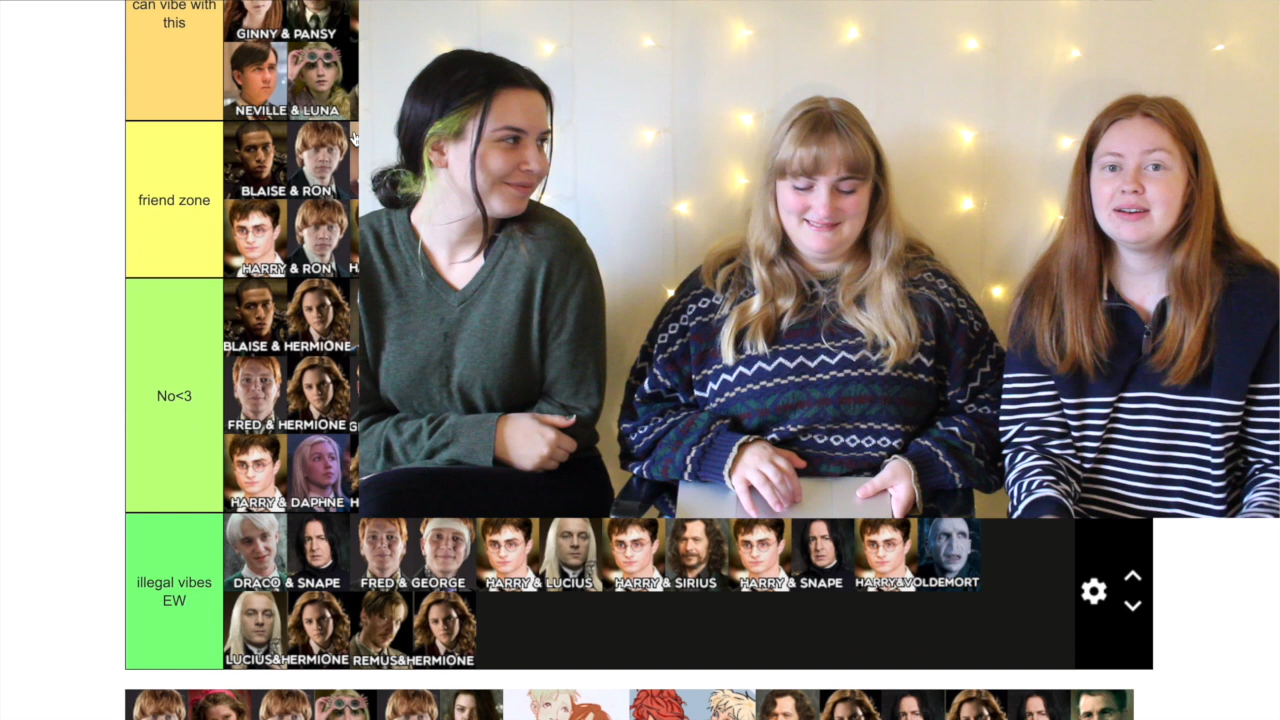 can vibe with
this
GINNY & PANSY
NEVILLE & LUNA
friend zone
BLAISE & RON
HARRY & RON
No<3
BLAISE & HERMIONE
FRED & HERMIONE
HARRY & DAPHNE
illegal vibes
EW
DRACO & SNAPE
FRED & GEORGE
HARRY & LUCIUS
HARRY & SIRIUS
HARRY & SNAPE
HARRY&VOLDEMORT
LUCIUS&HERMIONE
REMUS&HERMIONE